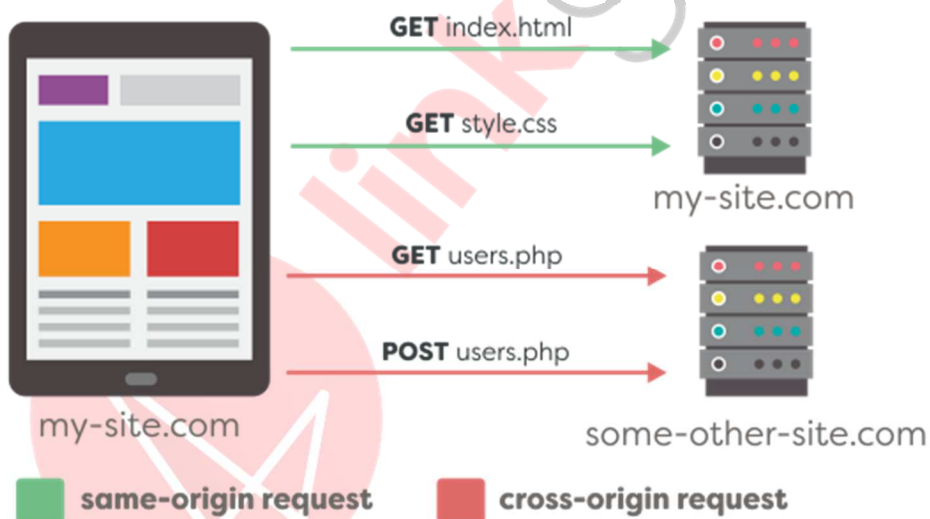 GET index.html
GET style.css
my-site.com
GET users.php
POST users.php
my-site.com
some-other-site.com
same-origin request
cross-origin request
link